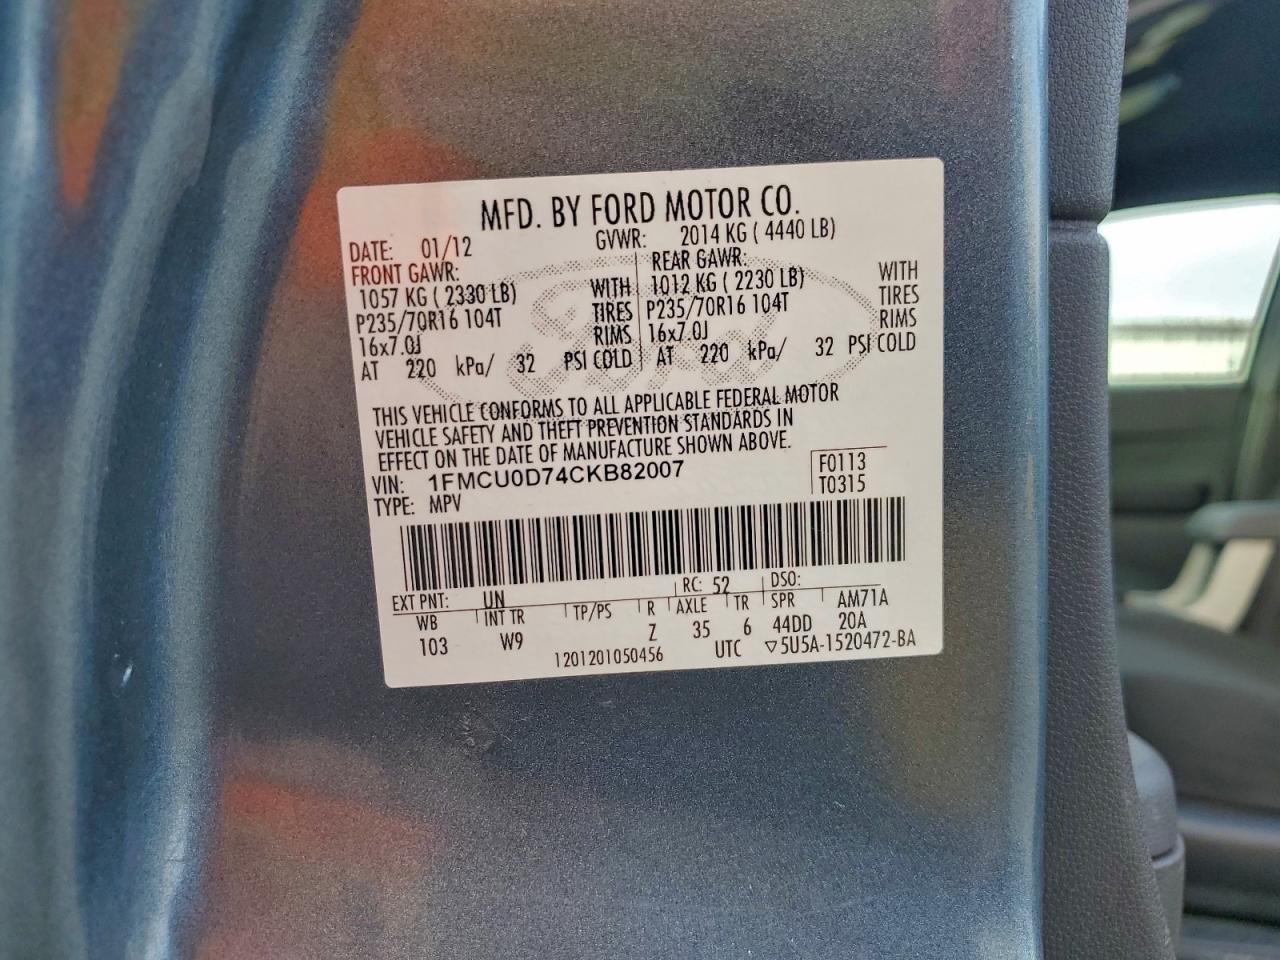 MFD. BY FORD MOTOR CO.
DATE: 01/12 GVWR: 2014 KG ( 4440 LB)
FRONT GAWR: REAR GAWR:
1057 KG ( 2330 LB) WITH 1012 KG ( 2230 LB) WITH
P235/70R16 104T TIRES P235/70R16 104T TIRES
16x7.0J RIMS 16x7.0J RIMS
AT 220 kPa/ 32 PSI COLD AT 220 kPa/ 32 PSI COLD
THIS VEHICLE CONFORMS TO ALL APPLICABLE FEDERAL MOTOR
VEHICLE SAFETY AND THEFT PREVENTION STANDARDS IN
EFFECT ON THE DATE OF MANUFACTURE SHOWN ABOVE.
VIN: 1FMCU0D74CKB82007 F0113
TYPE: MPV T0315
EXT PNT: UN RC: 52 DSO:
WB INT TR TP/PS R AXLE TR SPR AM71A
103 W9 Z 35 6 44DD 20A
1201201050456 UTC ▽5U5A-1520472-BA